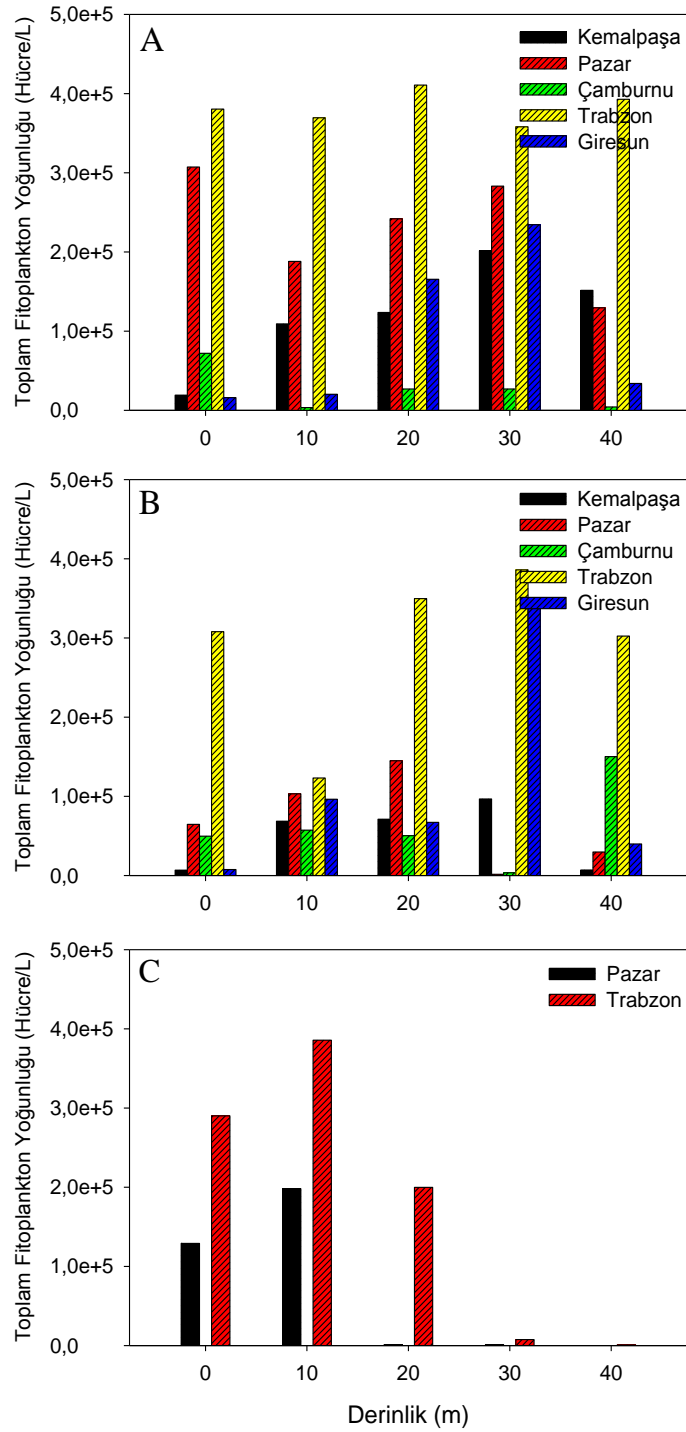 Toplam Fitoplankton Yoğunluğu (Hücre/L)
A
5,0e+5
4,0e+5
3,0e+5
2,0e+5
1,0e+5
0,0
Kemalpaşa
Pazar
Çamburnu
Trabzon
Giresun
0 10 20 30 40
Toplam Fitoplankton Yoğunluğu (Hücre/L)
B
5,0e+5
4,0e+5
3,0e+5
2,0e+5
1,0e+5
0,0
Kemalpaşa
Pazar
Çamburnu
Trabzon
Giresun
0 10 20 30 40
Toplam Fitoplankton Yoğunluğu (Hücre/L)
C
5,0e+5
4,0e+5
3,0e+5
2,0e+5
1,0e+5
0,0
Pazar
Trabzon
0 10 20 30 40
Derinlik (m)